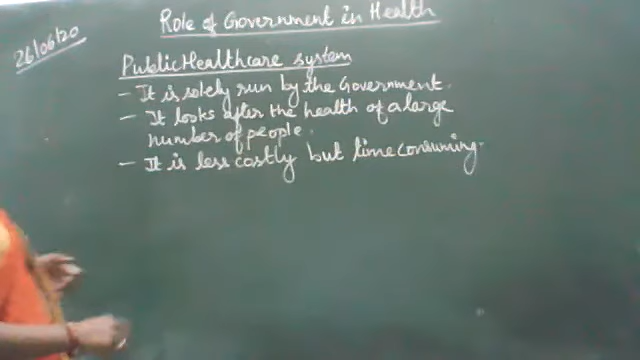 Role of Government in Health
26/06/20
Public Healthcare system
- It is solely run by the Government.
- It looks after the health of a large
number of people.
- It is less costly but time consuming.